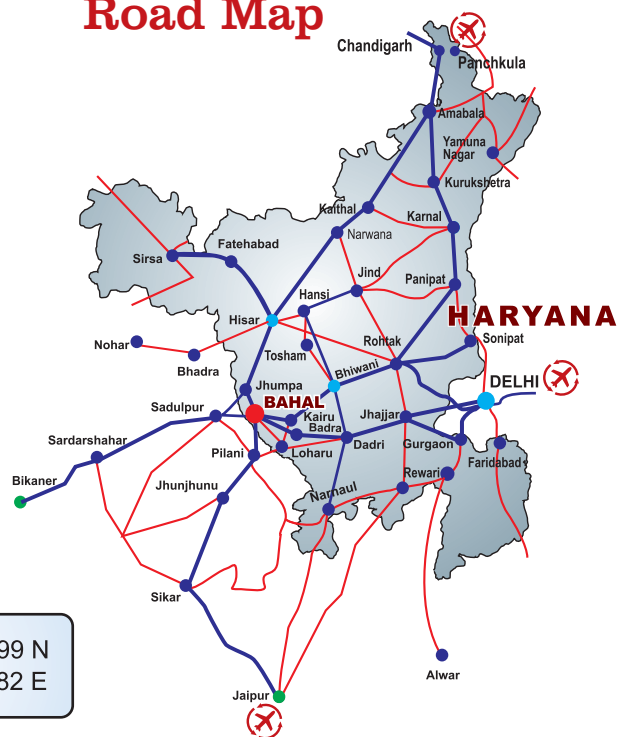 Road Map
Chandigarh
Panchkula
Amabala
Yamuna
Nagar
Kurukshetra
Kaithal
Karnal
Narwana
Fatehabad
Sirsa
Jind
Panipat
Hansi
HARYANA
Hisar
Sonipat
Rohtak
Nohar
Tosham
Bhadra
Bhiwani
DELHI
Jhumpa
BAHAL
Sadulpur
Kairu
Jhajjar
Badra
Sardarshahar
Dadri
Gurgaon
Pilani
Loharu
Faridabad
Bikaner
Rewari
Jhunjhunu
Narnaul
Sikar
99 N
82 E
Alwar
Jaipur